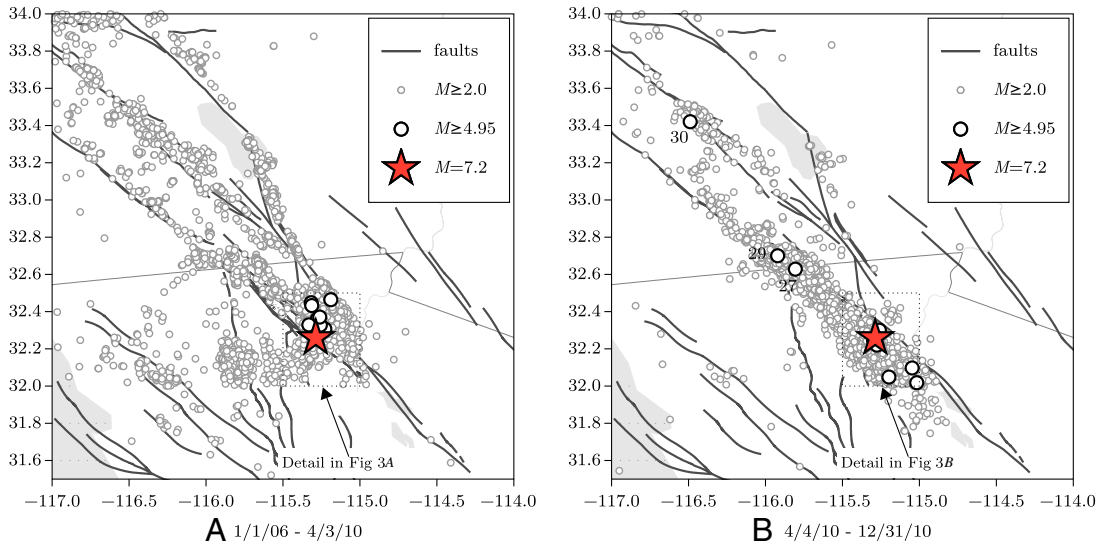 34.0
33.8
33.6
33.4
33.2
33.0
32.8
32.6
32.4
32.2
32.0
31.8
31.6
−117.0 −116.5 −116.0 −115.5 −115.0 −114.5 −114.0
faults
M≥2.0
M≥4.95
M=7.2
Detail in Fig 3A
A 1/1/06 - 4/3/10
34.0
33.8
33.6
33.4
33.2
33.0
32.8
32.6
32.4
32.2
32.0
31.8
31.6
−117.0 −116.5 −116.0 −115.5 −115.0 −114.5 −114.0
faults
M≥2.0
M≥4.95
M=7.2
30
29
27
Detail in Fig 3B
B 4/4/10 - 12/31/10